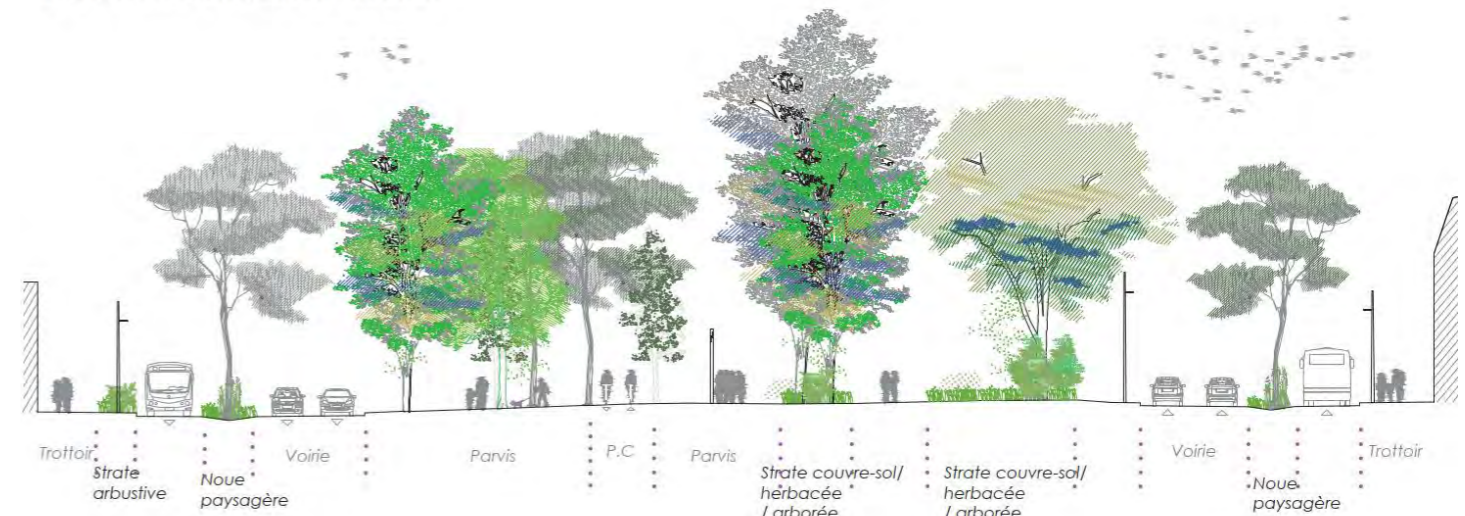 Trottoir
Strate
arbustive
Noue
paysagère
Voirie
Parvis
P.C
Parvis
Strate couvre-sol/
herbacée
/ arborée
Strate couvre-sol/
herbacée
/ arborée
Voirie
Noue
paysagère
Trottoir